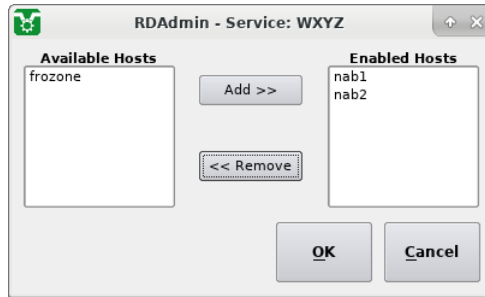 RDAdmin - Service: WXYZ
Available Hosts
frozone
Add >>
<< Remove
Enabled Hosts
nab1
nab2
OK
Cancel